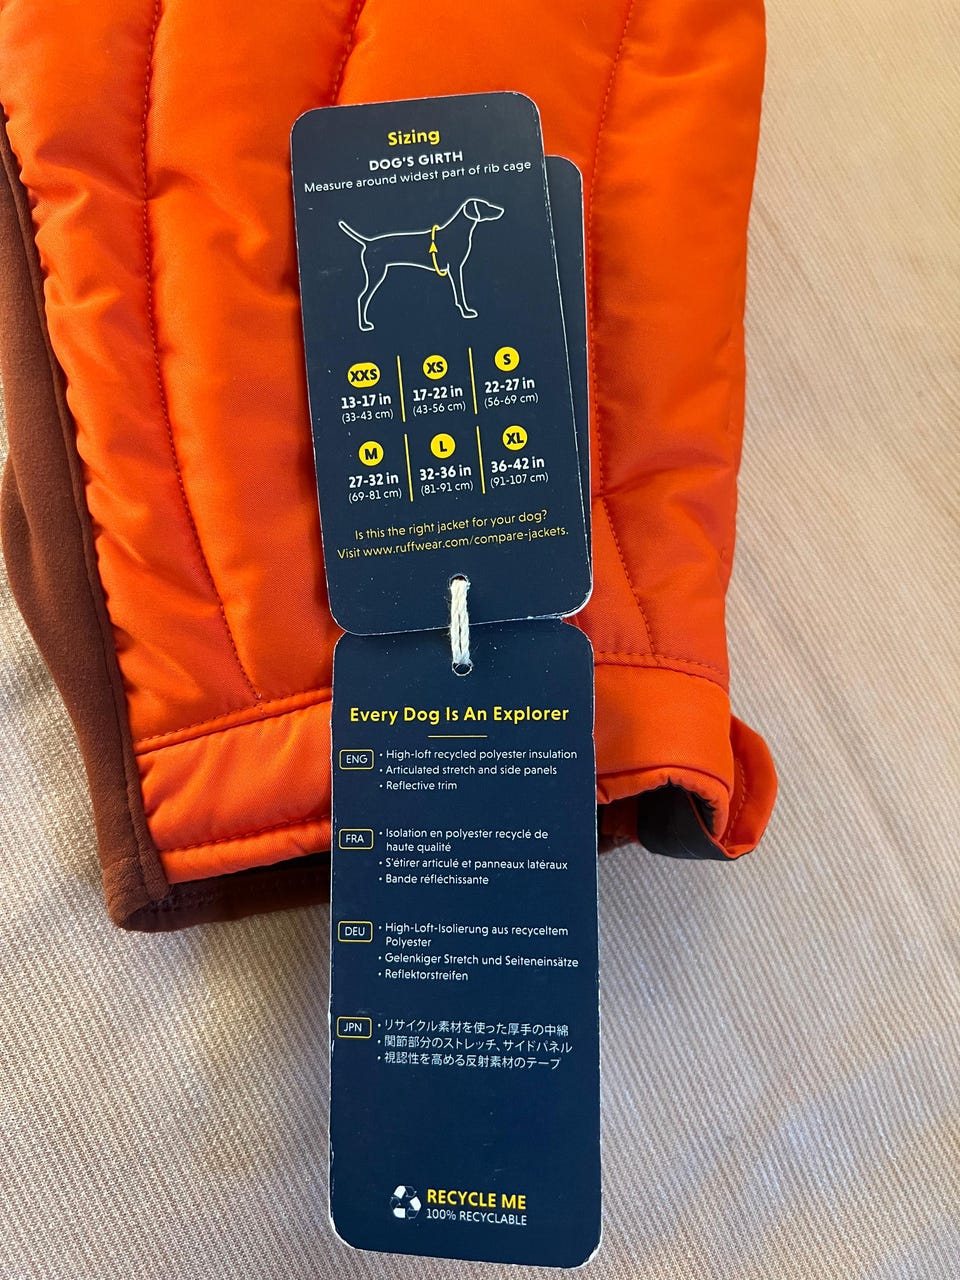 Sizing
DOG'S GIRTH
Measure around widest part of rib cage
XXS XS S
13-17 in 17-22 in 22-27 in
(33-43 cm) (43-56 cm) (56-69 cm)
M L XL
27-32 in 32-36 in 36-42 in
(69-81 cm) (81-91 cm) (91-107 cm)
Is this the right jacket for your dog?
Visit www.ruffwear.com/compare-jackets.
Every Dog Is An Explorer
ENG • High-loft recycled polyester insulation
• Articulated stretch and side panels
• Reflective trim
FRA • Isolation en polyester recyclé de
haute qualité
• S'étirer articulé et panneaux latéraux
• Bande réfléchissante
DEU • High-Loft-Isolierung aus recyceltem
Polyester
• Gelenkiger Stretch und Seiteneinsätze
• Reflektorstreifen
JPN • リサイクル素材を使った厚手の中綿
• 関節部分のストレッチ、サイドパネル
• 視認性を高める反射素材のテープ
RECYCLE ME
100% RECYCLABLE